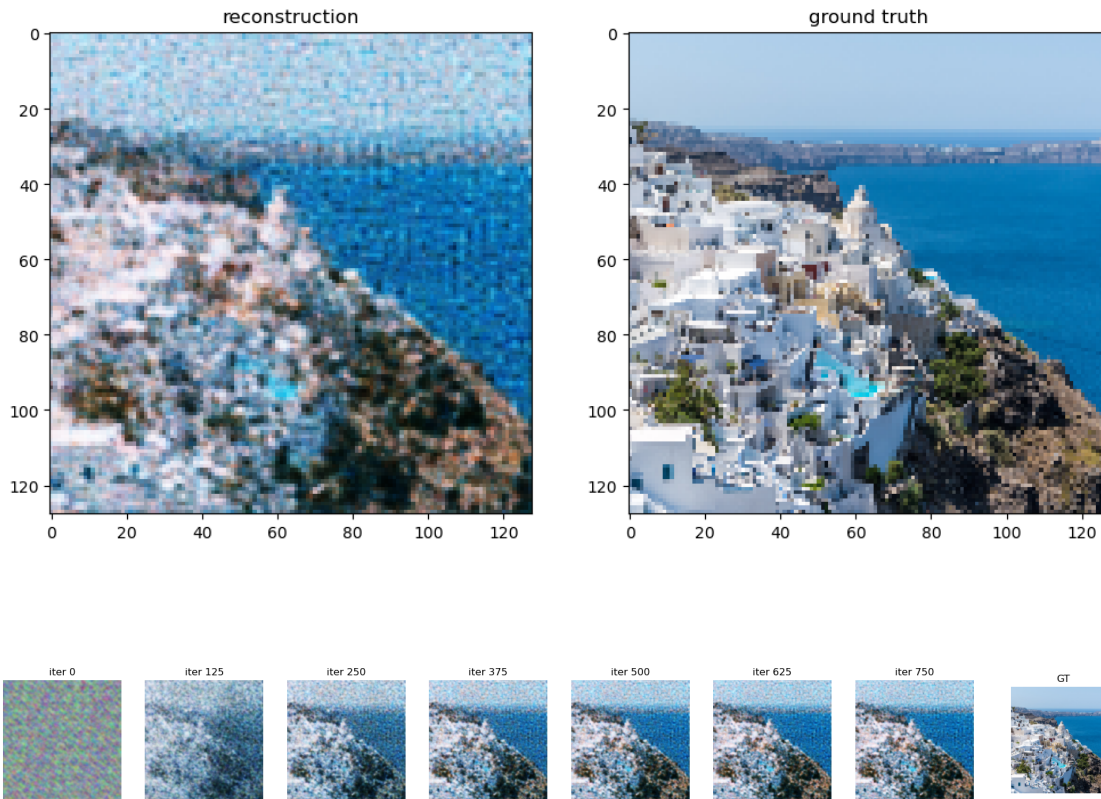 reconstruction
ground truth
0
20
40
60
80
100
120
0 20 40 60 80 100 120
0
20
40
60
80
100
120
0 20 40 60 80 100 120
iter 0
iter 125
iter 250
iter 375
iter 500
iter 625
iter 750
GT